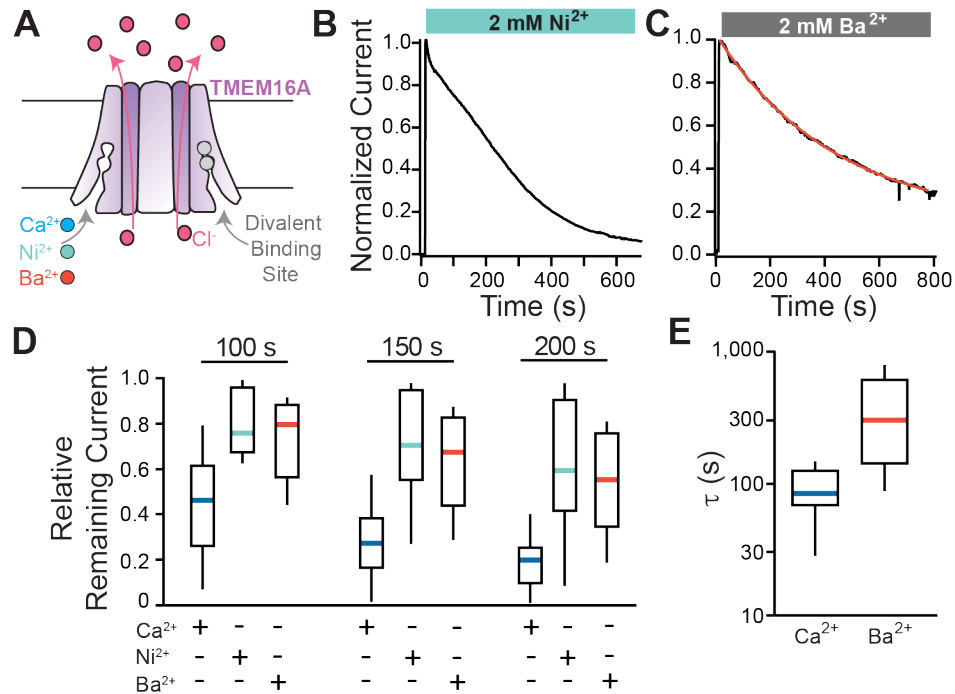 A
TMEM16A
Ca²⁺
Ni²⁺
Ba²⁺
Cl⁻
Divalent
Binding
Site
B
2 mM Ni²⁺
Normalized Current
1.0
0.8
0.6
0.4
0.2
0.0
0 200 400 600
Time (s)
C
2 mM Ba²⁺
1.0
0.8
0.6
0.4
0.2
0.0
0 200 400 600 800
Time (s)
D
100 s 150 s 200 s
Relative
Remaining Current
1.0
0.8
0.6
0.4
0.2
0
Ca²⁺ + - - + - - + - -
Ni²⁺ - + - - + - - + -
Ba²⁺ - - + - - + - - +
E
τ (s)
1,000
300
100
30
10
Ca²⁺ Ba²⁺